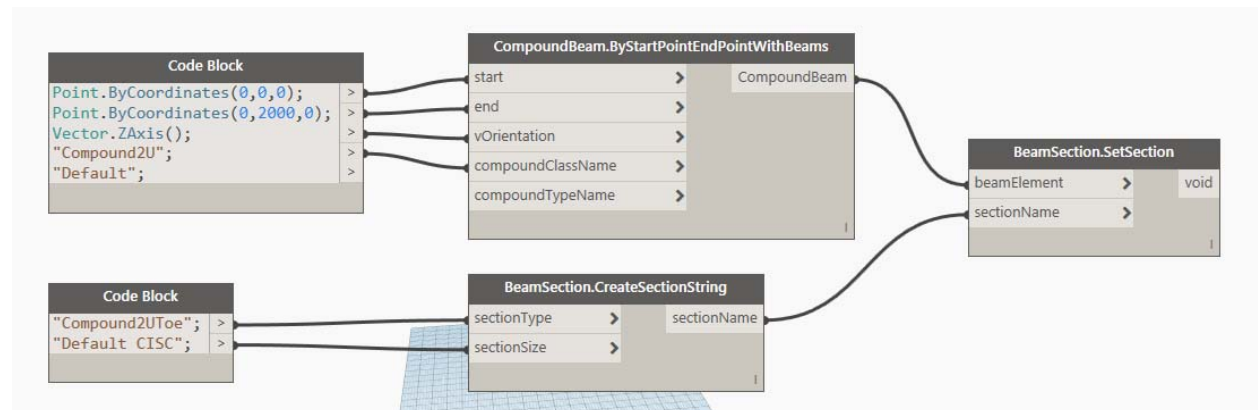 Code Block
Point.ByCoordinates(0,0,0); >
Point.ByCoordinates(0,2000,0); >
Vector.ZAxis(); >
"Compound2U"; >
"Default"; >
CompoundBeam.ByStartPointEndPointWithBeams
start > CompoundBeam
end >
vOrientation >
compoundClassName >
compoundTypeName >
l
BeamSection.SetSection
beamElement > void
sectionName >
l
Code Block
"Compound2UToe"; >
"Default CISC"; >
BeamSection.CreateSectionString
sectionType > sectionName
sectionSize >
l